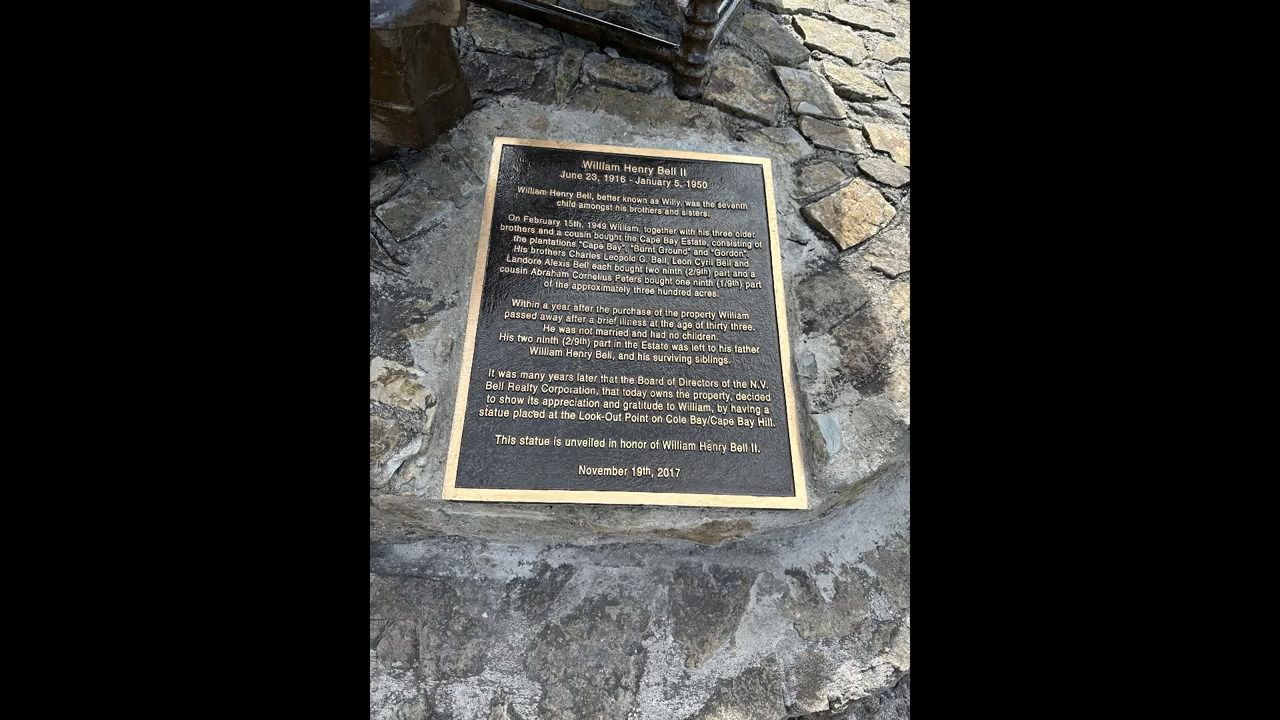 William Henry Bell II
June 23, 1916 - January 5, 1950
William Henry Bell, better known as Willy, was the seventh
child amongst his brothers and sisters.
On February 15th, 1949 William, together with his three older
brothers and a cousin bought the Cape Bay Estate, consisting of
the plantations "Cape Bay", "Burnt Ground" and "Gordon".
His brothers Charles Leopold G. Bell, Leon Cyril Bell and
Landore Alexis Bell each bought two ninth (2/9th) part and a
cousin Abraham Cornelius Peters bought one ninth (1/9th) part
of the approximately three hundred acres.
Within a year after the purchase of the property William
passed away after a brief illness at the age of thirty three.
He was not married and had no children.
His two ninth (2/9th) part in the Estate was left to his father
William Henry Bell, and his surviving siblings.
It was many years later that the Board of Directors of the N.V.
Bell Realty Corporation, that today owns the property, decided
to show its appreciation and gratitude to William, by having a
statue placed at the Look-Out Point on Cole Bay/Cape Bay Hill.
This statue is unveiled in honor of William Henry Bell II.
November 19th, 2017